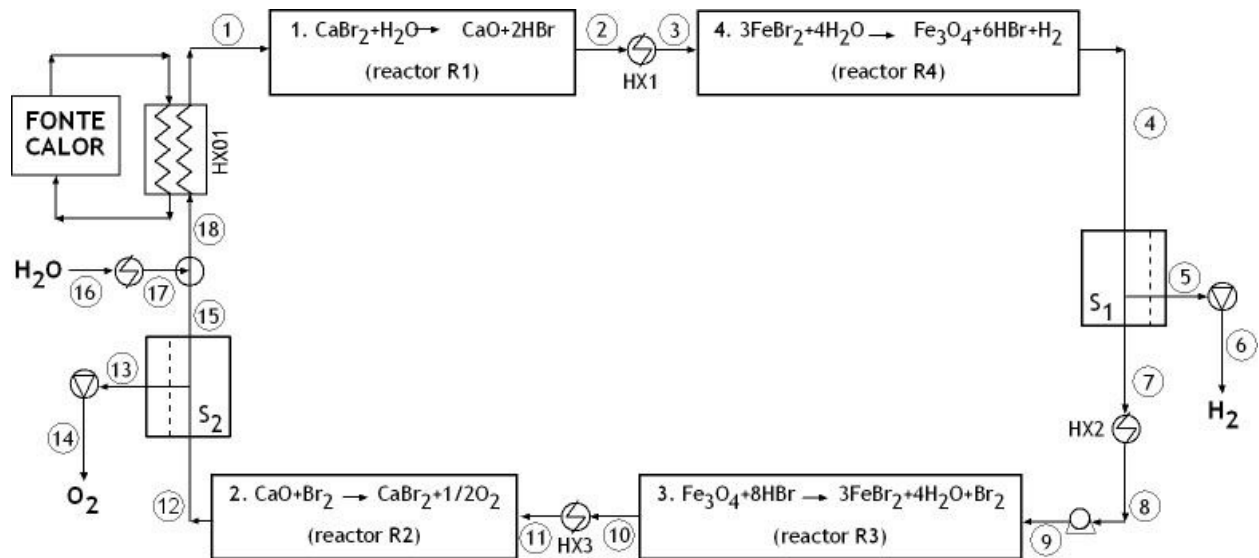 1
1. CaBr2+H2O → CaO+2HBr
(reactor R1)
2
3
HX1
4. 3FeBr2+4H2O → Fe3O4+6HBr+H2
(reactor R4)
4
FONTE
CALOR
HX01
18
H2O
16
17
15
S1
5
6
H2
7
HX2
8
13
S2
14
O2
12
2. CaO+Br2 → CaBr2+1/2O2
(reactor R2)
11
HX3
10
3. Fe3O4+8HBr → 3FeBr2+4H2O+Br2
(reactor R3)
9